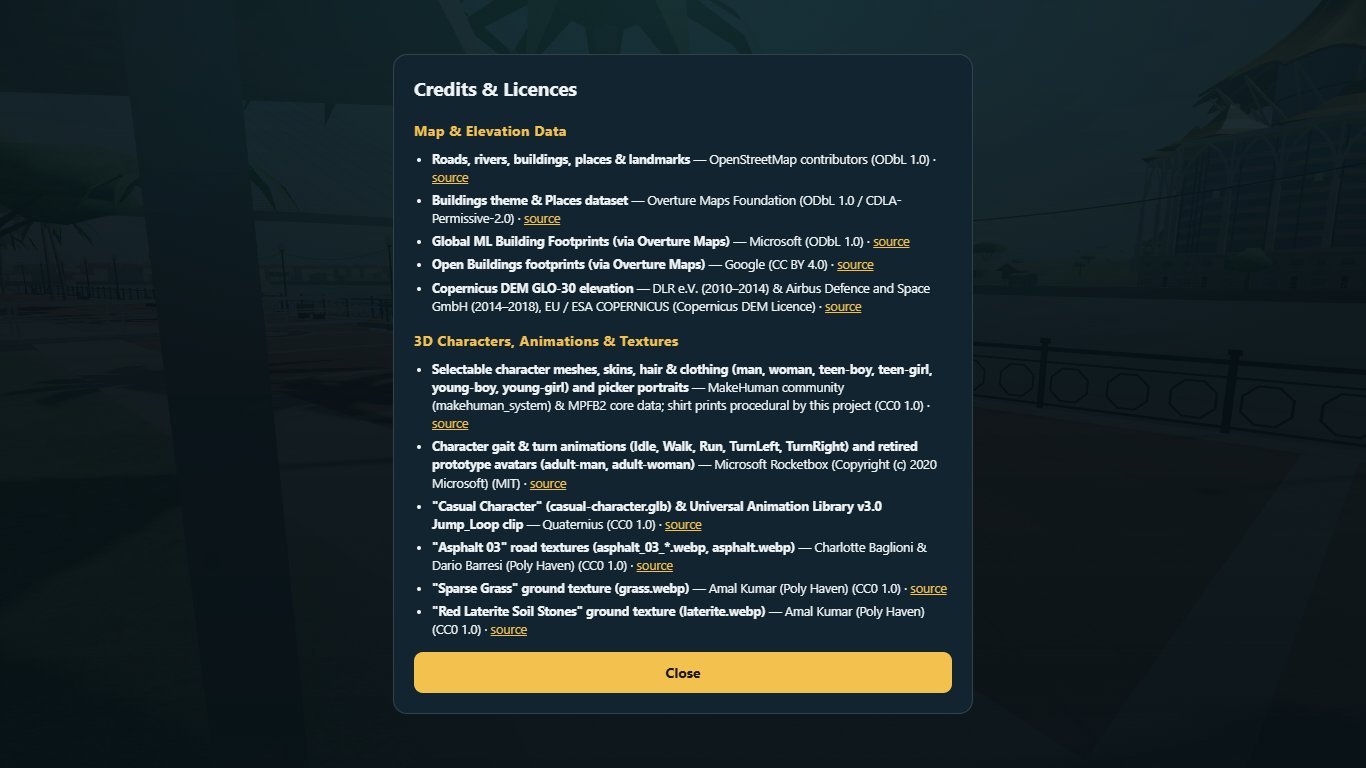 Credits & Licences
Map & Elevation Data
• Roads, rivers, buildings, places & landmarks — OpenStreetMap contributors (ODbL 1.0) ·
source
• Buildings theme & Places dataset — Overture Maps Foundation (ODbL 1.0 / CDLA-
Permissive-2.0) · source
• Global ML Building Footprints (via Overture Maps) — Microsoft (ODbL 1.0) · source
• Open Buildings footprints (via Overture Maps) — Google (CC BY 4.0) · source
• Copernicus DEM GLO-30 elevation — DLR e.V. (2010–2014) & Airbus Defence and Space
GmbH (2014–2018), EU / ESA COPERNICUS (Copernicus DEM Licence) · source
3D Characters, Animations & Textures
• Selectable character meshes, skins, hair & clothing (man, woman, teen-boy, teen-girl,
young-boy, young-girl) and picker portraits — MakeHuman community
(makehuman_system) & MPFB2 core data; shirt prints procedural by this project (CC0 1.0) ·
source
• Character gait & turn animations (Idle, Walk, Run, TurnLeft, TurnRight) and retired
prototype avatars (adult-man, adult-woman) — Microsoft Rocketbox (Copyright (c) 2020
Microsoft) (MIT) · source
• "Casual Character" (casual-character.glb) & Universal Animation Library v3.0
Jump_Loop clip — Quaternius (CC0 1.0) · source
• "Asphalt 03" road textures (asphalt_03_*.webp, asphalt.webp) — Charlotte Baglioni &
Dario Barresi (Poly Haven) (CC0 1.0) · source
• "Sparse Grass" ground texture (grass.webp) — Amal Kumar (Poly Haven) (CC0 1.0) · source
• "Red Laterite Soil Stones" ground texture (laterite.webp) — Amal Kumar (Poly Haven)
(CC0 1.0) · source
Close